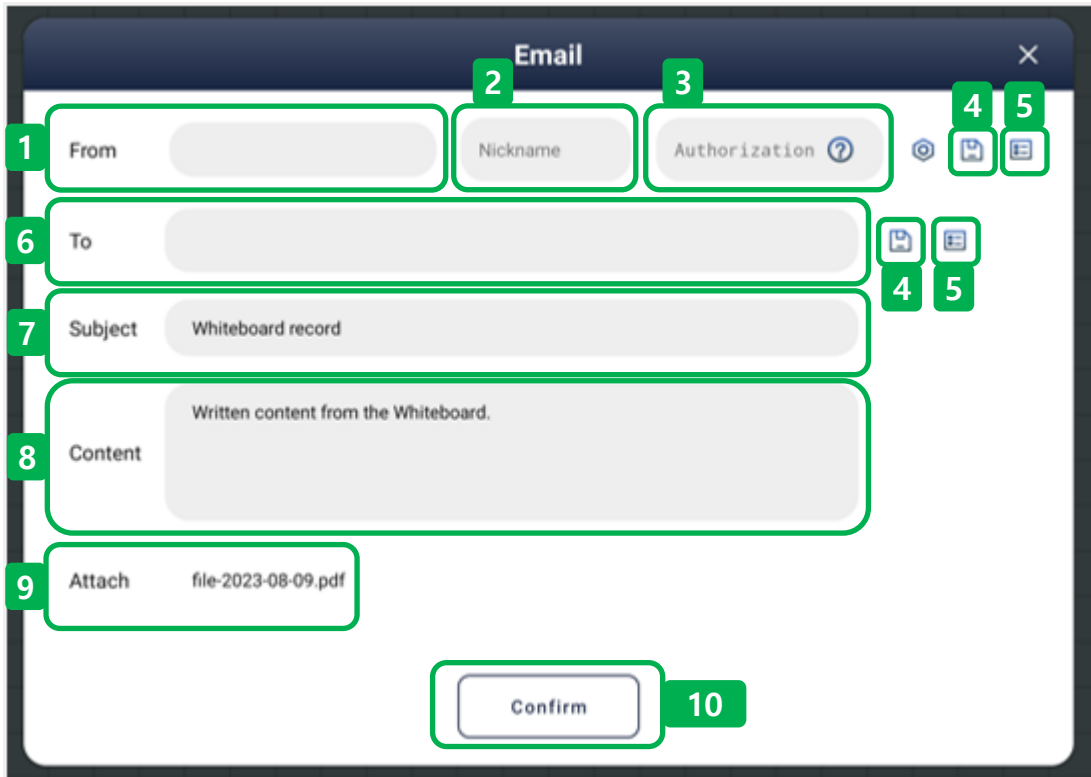 Email
2 3 4 5
1 From Nickname Authorization ?
6 To
4 5
7 Subject Whiteboard record
Written content from the Whiteboard.
8 Content
9 Attach file-2023-08-09.pdf
Confirm 10